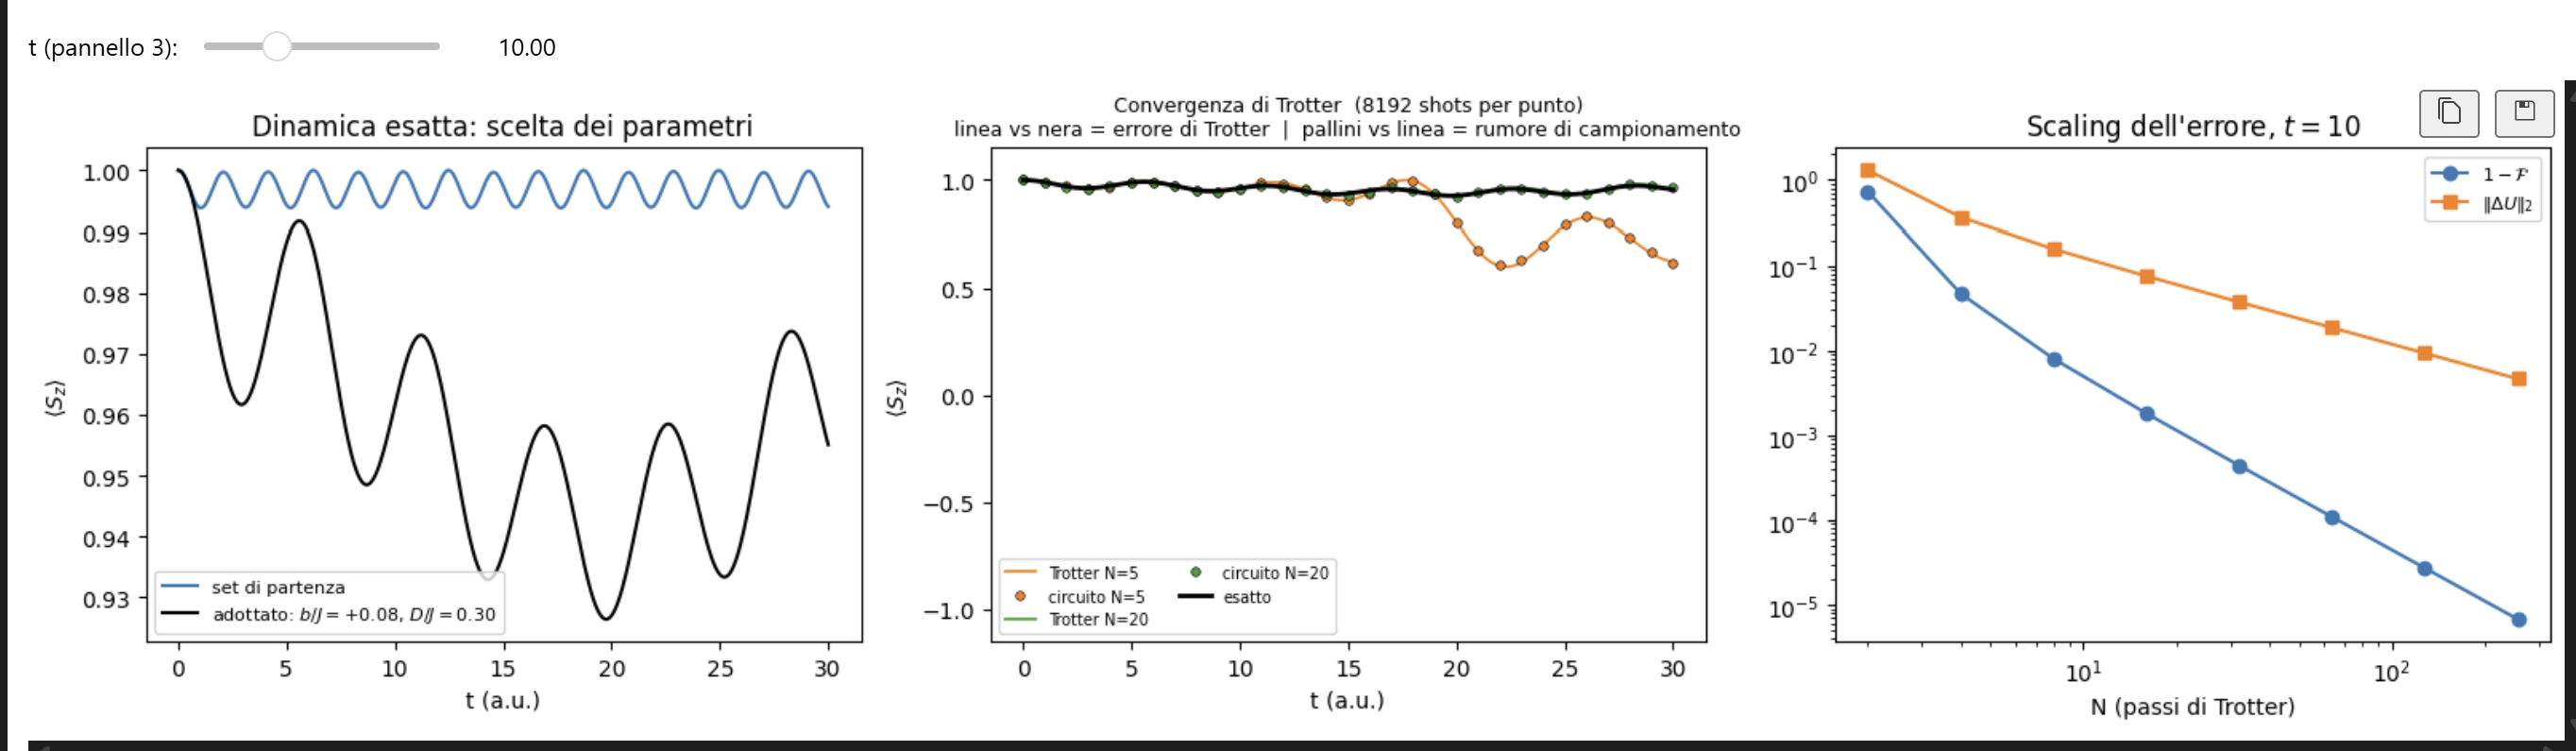 t (pannello 3): 10.00
Dinamica esatta: scelta dei parametri
1.00
0.99
0.98
0.97
0.96
0.95
0.94
0.93
⟨Sz⟩
set di partenza
adottato: b/J = +0.08, D/J = 0.30
0 5 10 15 20 25 30
t (a.u.)
Convergenza di Trotter (8192 shots per punto)
linea vs nera = errore di Trotter | pallini vs linea = rumore di campionamento
1.0
0.5
0.0
−0.5
−1.0
⟨Sz⟩
Trotter N=5
circuito N=5
Trotter N=20
circuito N=20
esatto
0 5 10 15 20 25 30
t (a.u.)
Scaling dell'errore, t = 10
10⁰
10⁻¹
10⁻²
10⁻³
10⁻⁴
10⁻⁵
1 − ℱ
‖ΔU‖₂
10¹ 10²
N (passi di Trotter)